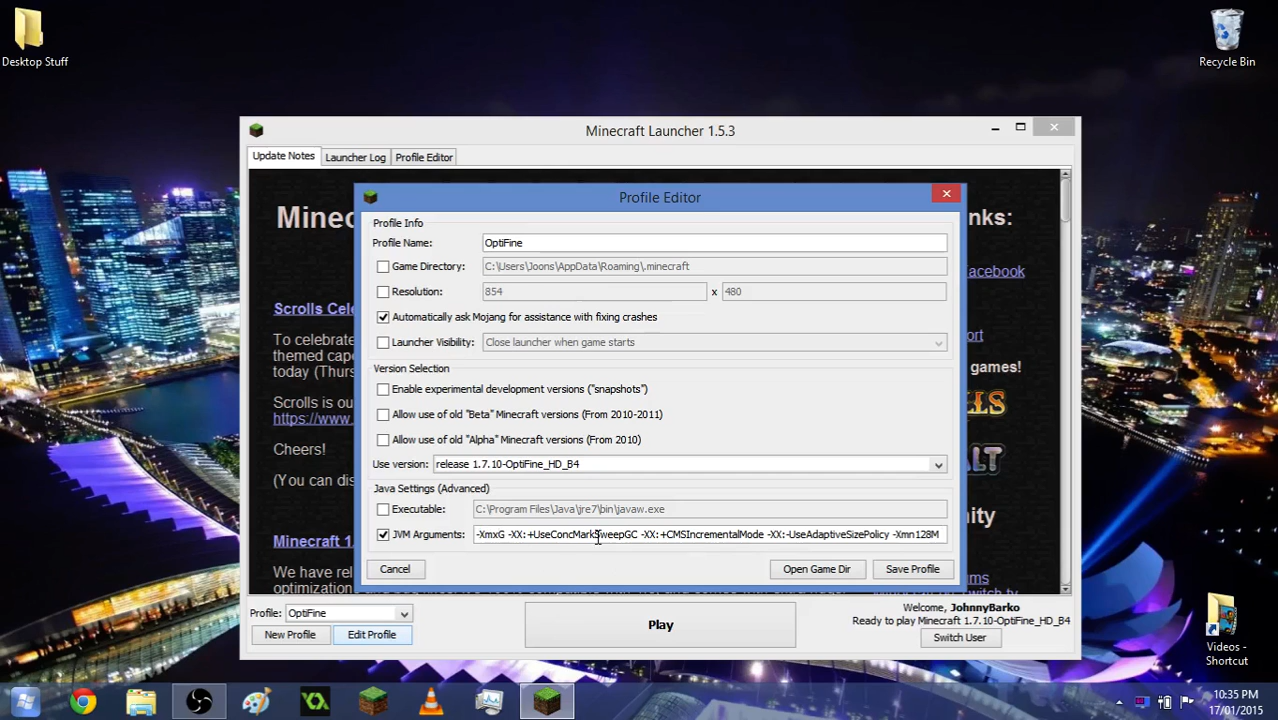 Desktop Stuff
Recycle Bin
Minecraft Launcher 1.5.3
Update Notes
Launcher Log
Profile Editor
Minec
nks:
acebook
Scrolls Cel
To celebrate
themed cap
today (Thurs
port
games!
Scrolls is ou
https://www
LLS
Cheers!
ALT
(You can dis
nity
Minecraft 1
We have rel
optimization
ums
Profile Editor
Profile Info
Profile Name:
OptiFine
Game Directory:
C:\Users\Joons\AppData\Roaming\.minecraft
Resolution:
854
x
480
Automatically ask Mojang for assistance with fixing crashes
Launcher Visibility:
Close launcher when game starts
Version Selection
Enable experimental development versions ("snapshots")
Allow use of old "Beta" Minecraft versions (From 2010-2011)
Allow use of old "Alpha" Minecraft versions (From 2010)
Use version:
release 1.7.10-OptiFine_HD_B4
Java Settings (Advanced)
Executable:
C:\Program Files\Java\jre7\bin\javaw.exe
JVM Arguments:
-XmxG -XX:+UseConcMarkSweepGC -XX:+CMSIncrementalMode -XX:-UseAdaptiveSizePolicy -Xmn128M
Cancel
Open Game Dir
Save Profile
Profile:
OptiFine
New Profile
Edit Profile
Play
Welcome, JohnnyBarko
Ready to play Minecraft 1.7.10-OptiFine_HD_B4
Switch User
Videos -
Shortcut
10:35 PM
17/01/2015